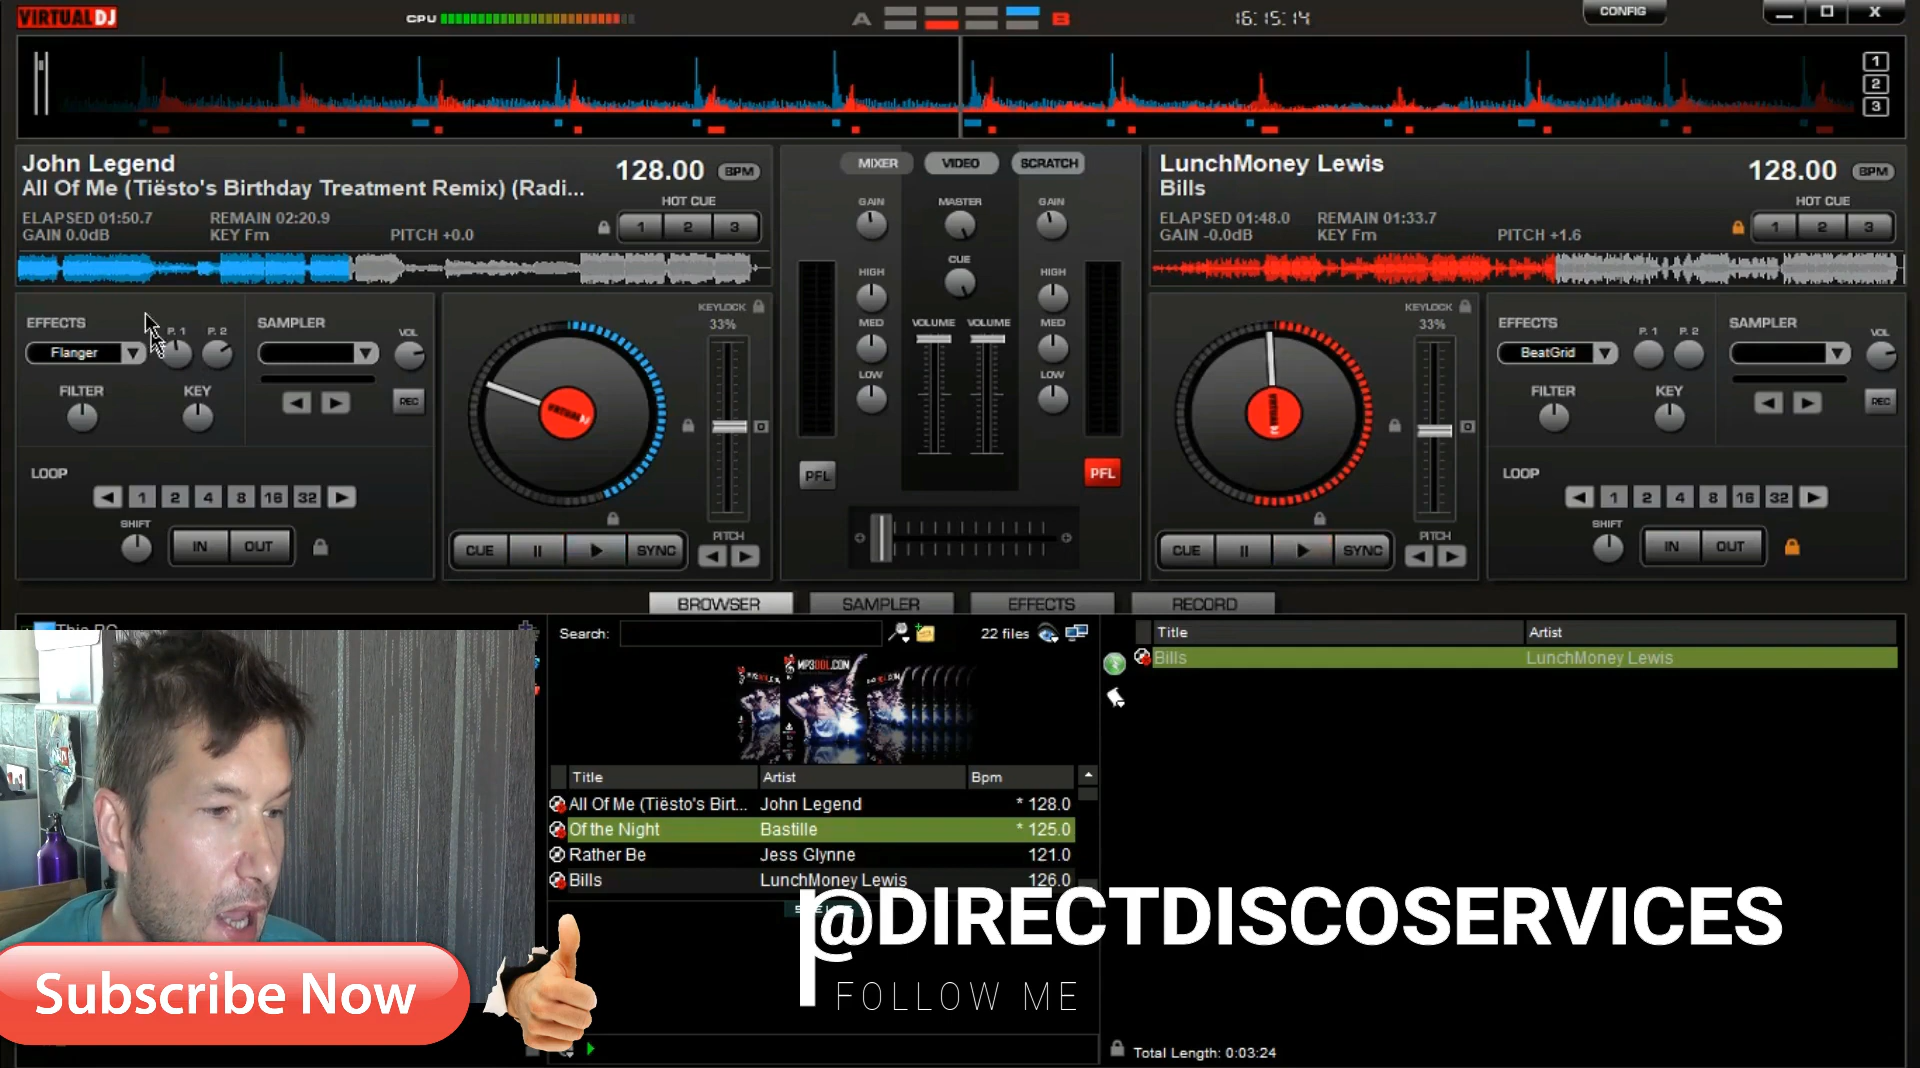 VIRTUAL DJ
CPU
A
B
16:15:14
CONFIG
1
2
3
John Legend
All Of Me (Tiësto's Birthday Treatment Remix) (Radi...
128.00 BPM
ELAPSED 01:50.7 REMAIN 02:20.9
GAIN 0.0dB KEY Fm PITCH +0.0
HOT CUE
1 2 3
MIXER VIDEO SCRATCH
GAIN MASTER GAIN
CUE
HIGH HIGH
MED VOLUME VOLUME MED
LOW LOW
PFL PFL
LunchMoney Lewis
Bills
128.00 BPM
ELAPSED 01:48.0 REMAIN 01:33.7
GAIN -0.0dB KEY Fm PITCH +1.6
HOT CUE
1 2 3
EFFECTS P. 1 P. 2 SAMPLER VOL
Flanger
FILTER KEY REC
LOOP
1 2 4 8 16 32
SHIFT IN OUT
KEYLOCK
33%
CUE SYNC PITCH
KEYLOCK
33%
CUE SYNC PITCH
EFFECTS P. 1 P. 2 SAMPLER VOL
BeatGrid
FILTER KEY REC
LOOP
1 2 4 8 16 32
SHIFT IN OUT
BROWSER SAMPLER EFFECTS RECORD
This PC
Search: 22 files
MP3OOL.COM
Title Artist Bpm
All Of Me (Tiësto's Birt... John Legend * 128.0
Of the Night Bastille * 125.0
Rather Be Jess Glynne 121.0
Bills LunchMoney Lewis 126.0
Title Artist
Bills LunchMoney Lewis
@DIRECTDISCOSERVICES
FOLLOW ME
Subscribe Now
Total Length: 0:03:24